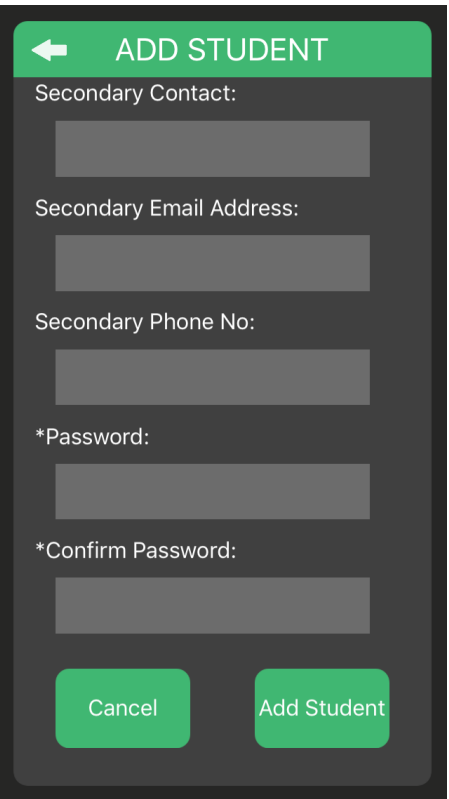 ADD STUDENT
Secondary Contact:
Secondary Email Address:
Secondary Phone No:
*Password:
*Confirm Password:
Cancel
Add Student